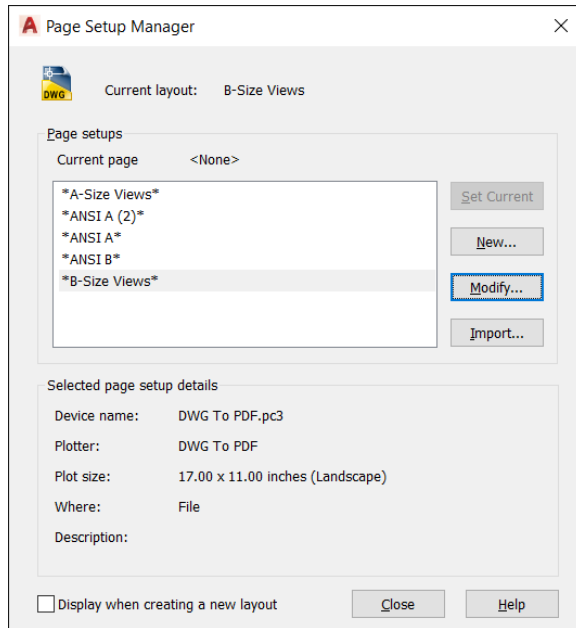 Page Setup Manager
DWG
Current layout: B-Size Views
Page setups
Current page <None>
*A-Size Views*
*ANSI A (2)*
*ANSI A*
*ANSI B*
*B-Size Views*
Set Current
New...
Modify...
Import...
Selected page setup details
Device name: DWG To PDF.pc3
Plotter: DWG To PDF
Plot size: 17.00 x 11.00 inches (Landscape)
Where: File
Description:
Display when creating a new layout
Close
Help